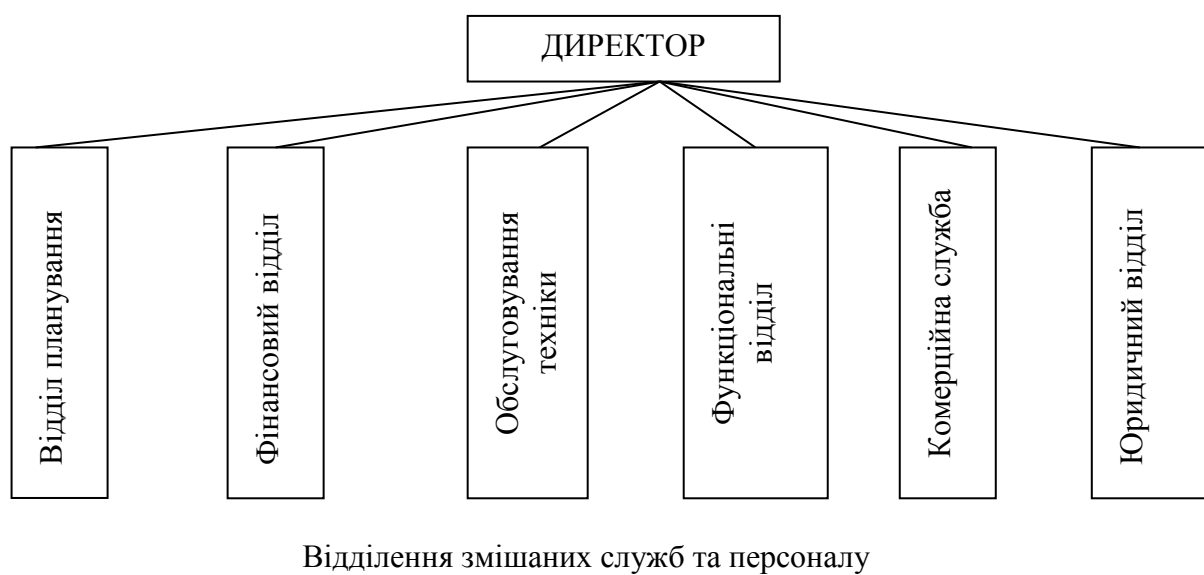 ДИРЕКТОР
Відділ планування
Фінансовий відділ
Обслуговування
техніки
Функціональні
відділ
Комерційна служба
Юридичний відділ
Відділення змішаних служб та персоналу